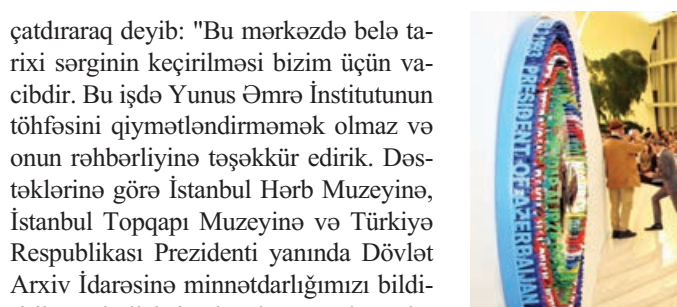 çatdıraraq deyib: "Bu mərkəzdə belə ta-
rixi sərginin keçirilməsi bizim üçün va-
cibdir. Bu işdə Yunus Əmrə İnstitutunun
töhfəsini qiymətləndirməmək olmaz və
onun rəhbərliyinə təşəkkür edirik. Dəs-
təklərinə görə İstanbul Hərb Muzeyinə,
İstanbul Topqapı Muzeyinə və Türkiyə
Respublikası Prezidenti yanında Dövlət
Arxiv İdarəsinə minnətdarlığımızı bildi-
1993 PRESIDENT OF AZERBAIJAN